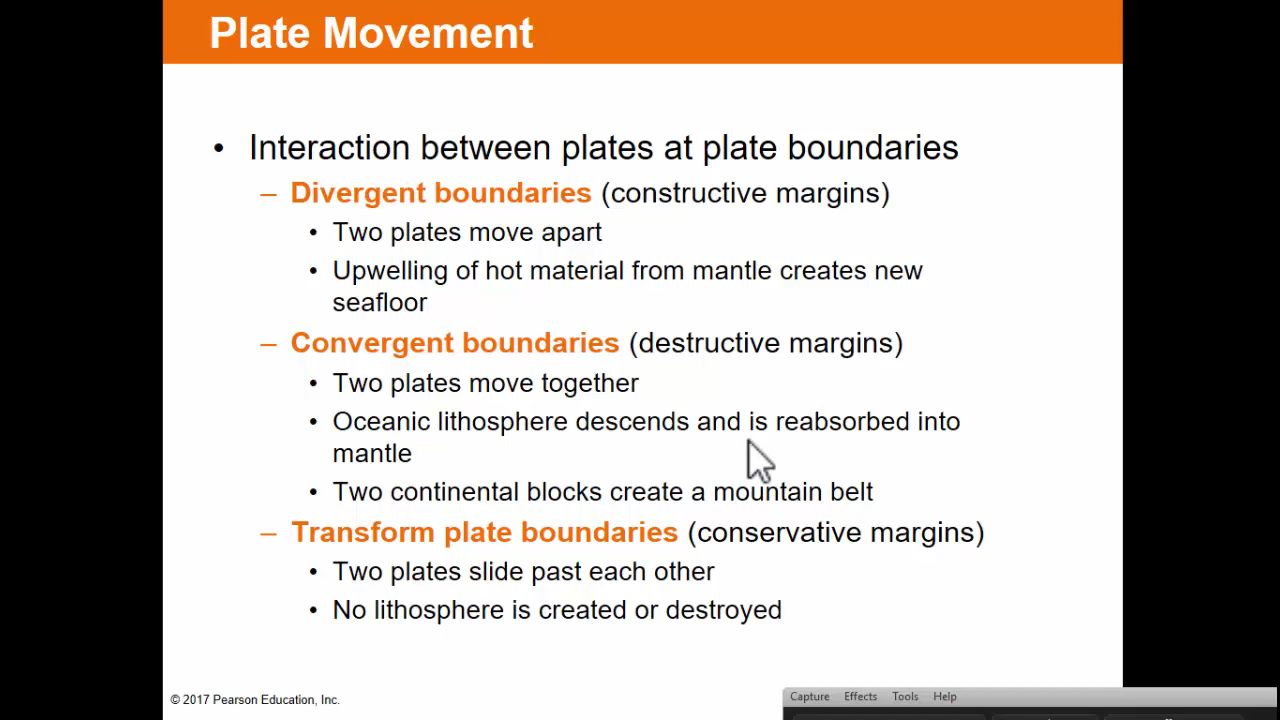 Plate Movement
• Interaction between plates at plate boundaries
– Divergent boundaries (constructive margins)
• Two plates move apart
• Upwelling of hot material from mantle creates new
seafloor
– Convergent boundaries (destructive margins)
• Two plates move together
• Oceanic lithosphere descends and is reabsorbed into
mantle
• Two continental blocks create a mountain belt
– Transform plate boundaries (conservative margins)
• Two plates slide past each other
• No lithosphere is created or destroyed
© 2017 Pearson Education, Inc.
Capture Effects Tools Help